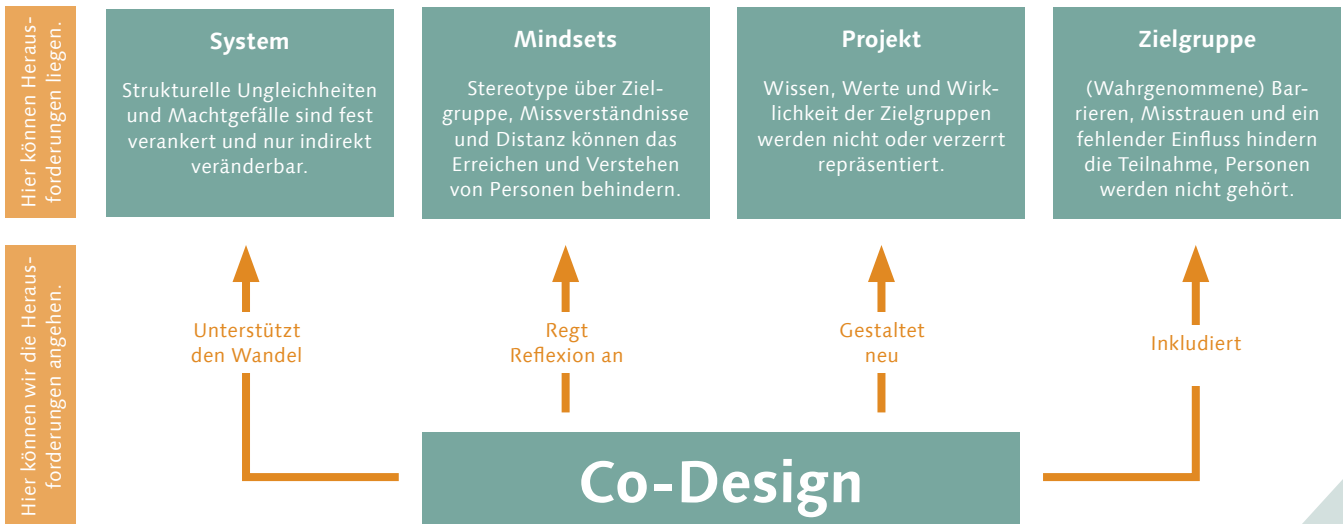 Hier können Heraus-
forderungen liegen.
System
Strukturelle Ungleichheiten
und Machtgefälle sind fest
verankert und nur indirekt
veränderbar.
Mindsets
Stereotype über Ziel-
gruppe, Missverständnisse
und Distanz können das
Erreichen und Verstehen
von Personen behindern.
Projekt
Wissen, Werte und Wirk-
lichkeit der Zielgruppen
werden nicht oder verzerrt
repräsentiert.
Zielgruppe
(Wahrgenommene) Bar-
rieren, Misstrauen und ein
fehlender Einfluss hindern
die Teilnahme, Personen
werden nicht gehört.
Hier können wir die Heraus-
forderungen angehen.
Unterstützt
den Wandel
Regt
Reflexion an
Gestaltet
neu
Inkludiert
Co-Design